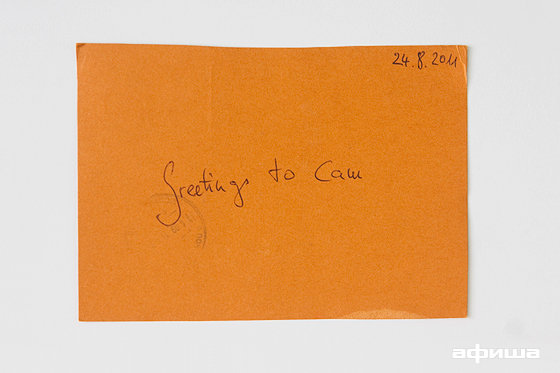 24.8.2011
Greetings to Cam
афиша